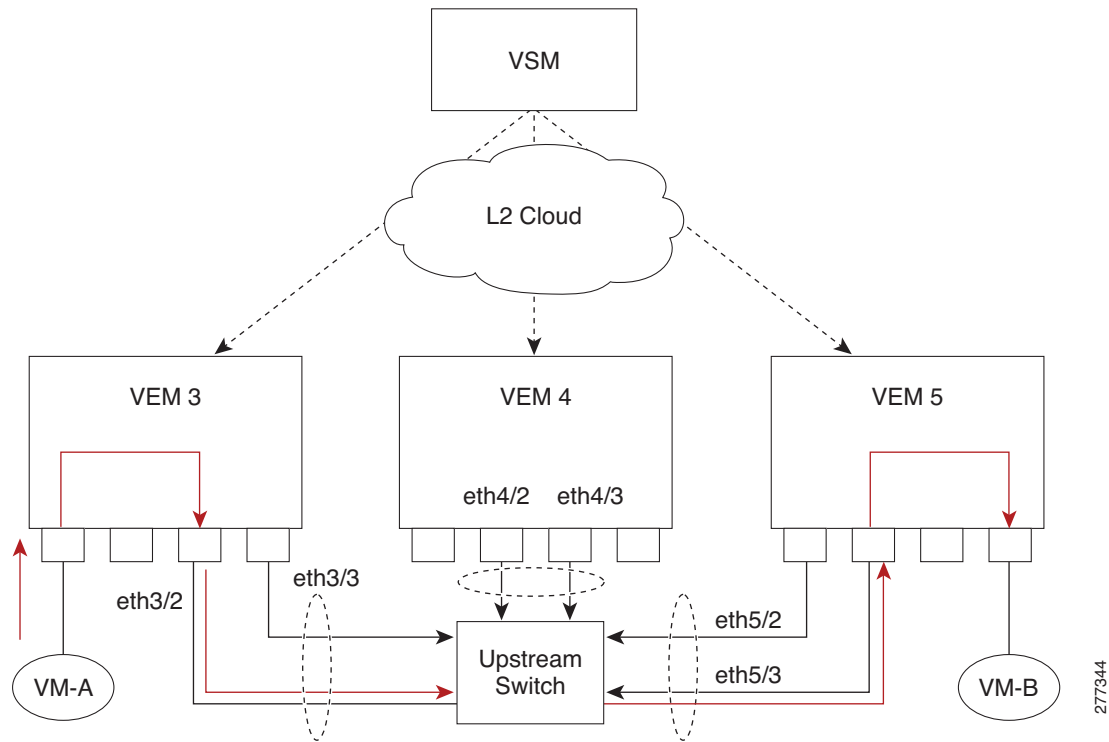 VSM
L2 Cloud
VEM 3
VEM 4
VEM 5
eth4/2
eth4/3
eth3/3
eth3/2
eth5/2
eth5/3
Upstream
Switch
VM-A
VM-B
277344